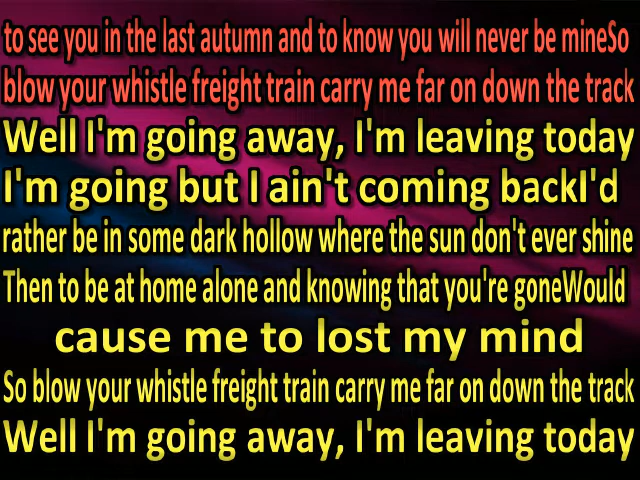 to see you in the last autumn and to know you will never be mineSo
blow your whistle freight train carry me far on down the track
Well I'm going away, I'm leaving today
I'm going but I ain't coming backI'd
rather be in some dark hollow where the sun don't ever shine
Then to be at home alone and knowing that you're goneWould
cause me to lost my mind
So blow your whistle freight train carry me far on down the track
Well I'm going away, I'm leaving today